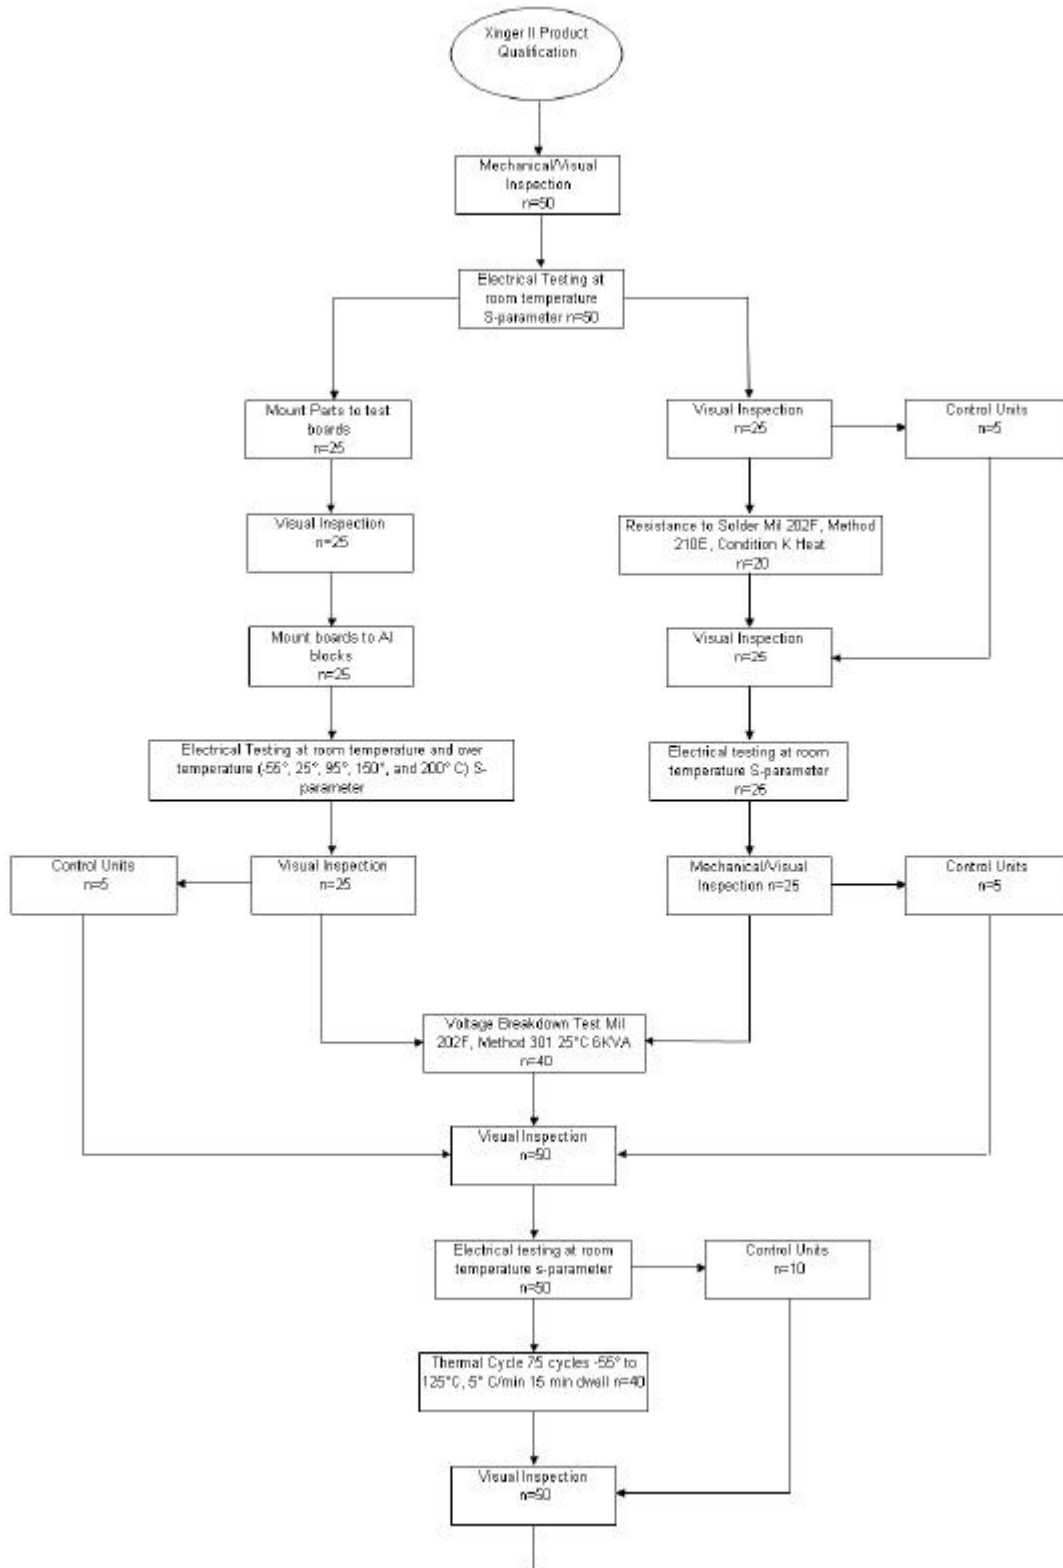 Xinger II Product
Qualification
Mechanical/Visual
Inspection
n=50
Electrical Testing at
room temperature
S-parameter n=50
Mount Parts to test
boards
n=25
Visual Inspection
n=25
Control Units
n=5
Visual Inspection
n=25
Resistance to Solder Mil 202F, Method
210E, Condition K Heat
n=20
Mount boards to Al
blocks
n=25
Visual Inspection
n=25
Electrical Testing at room temperature and over
temperature (-55°, 25°, 95°, 150°, and 200° C) S-
parameter
Electrical testing at room
temperature S-parameter
n=25
Control Units
n=5
Visual Inspection
n=25
Mechanical/Visual
Inspection n=25
Control Units
n=5
Voltage Breakdown Test Mil
202F, Method 301 25°C 6KVA
n=40
Visual Inspection
n=50
Electrical testing at room
temperature s-parameter
n=50
Control Units
n=10
Thermal Cycle 75 cycles -55° to
125°C, 5° C/min 15 min dwell n=40
Visual Inspection
n=50